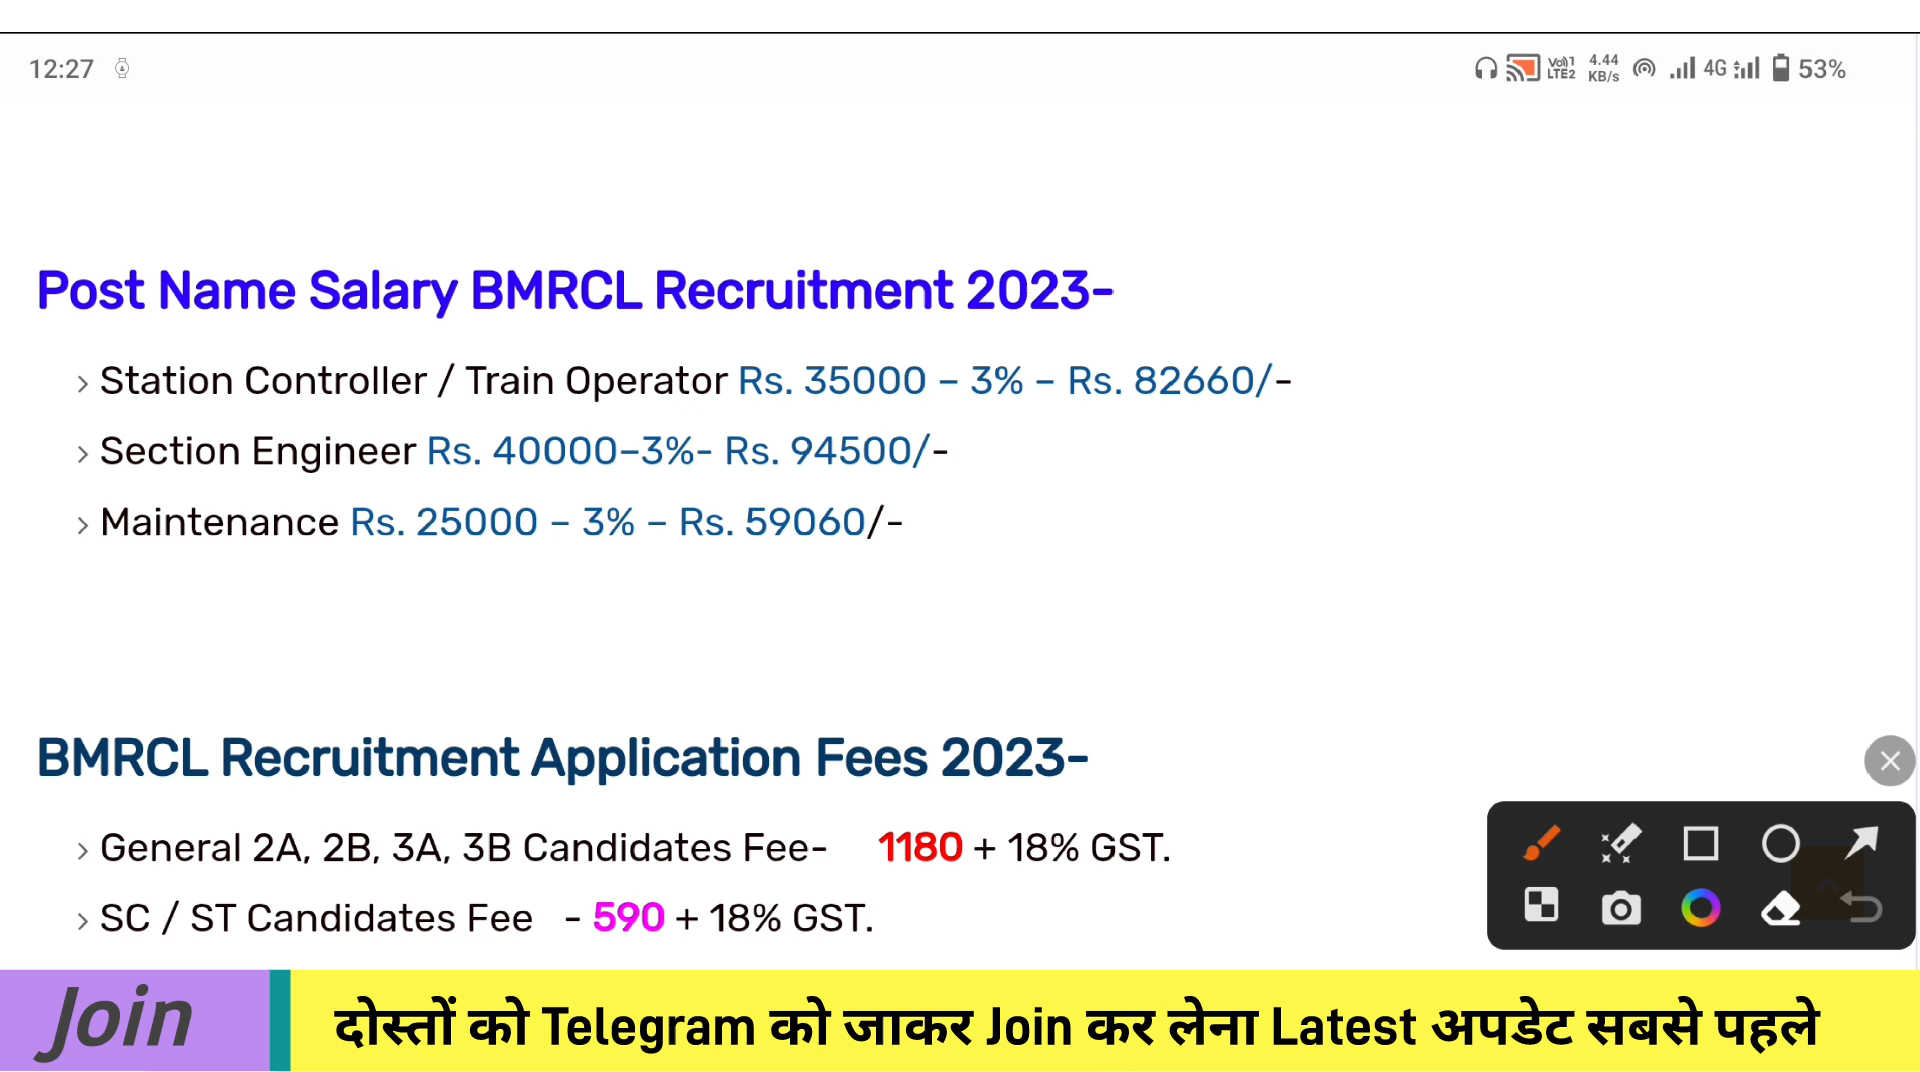 12:27 Vo)) 1 LTE2 4.44 KB/s 4G 53%
Post Name Salary BMRCL Recruitment 2023-
› Station Controller / Train Operator Rs. 35000 – 3% – Rs. 82660/-
› Section Engineer Rs. 40000–3%- Rs. 94500/-
› Maintenance Rs. 25000 – 3% – Rs. 59060/-
BMRCL Recruitment Application Fees 2023-
› General 2A, 2B, 3A, 3B Candidates Fee- 1180 + 18% GST.
› SC / ST Candidates Fee - 590 + 18% GST.
Join दोस्तों को Telegram को जाकर Join कर लेना Latest अपडेट सबसे पहले